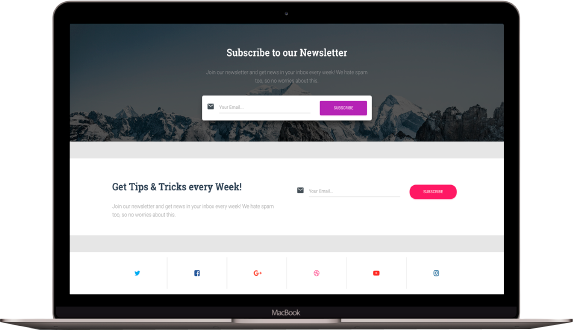 Subscribe to our Newsletter
Join our newsletter and get news in your inbox every week! We hate spam
too, so no worries about this.
Your Email...
SUBSCRIBE
Get Tips & Tricks every Week!
Join our newsletter and get news in your inbox every week! We hate spam
too, so no worries about this.
Your Email...
SUBSCRIBE
G+
MacBook